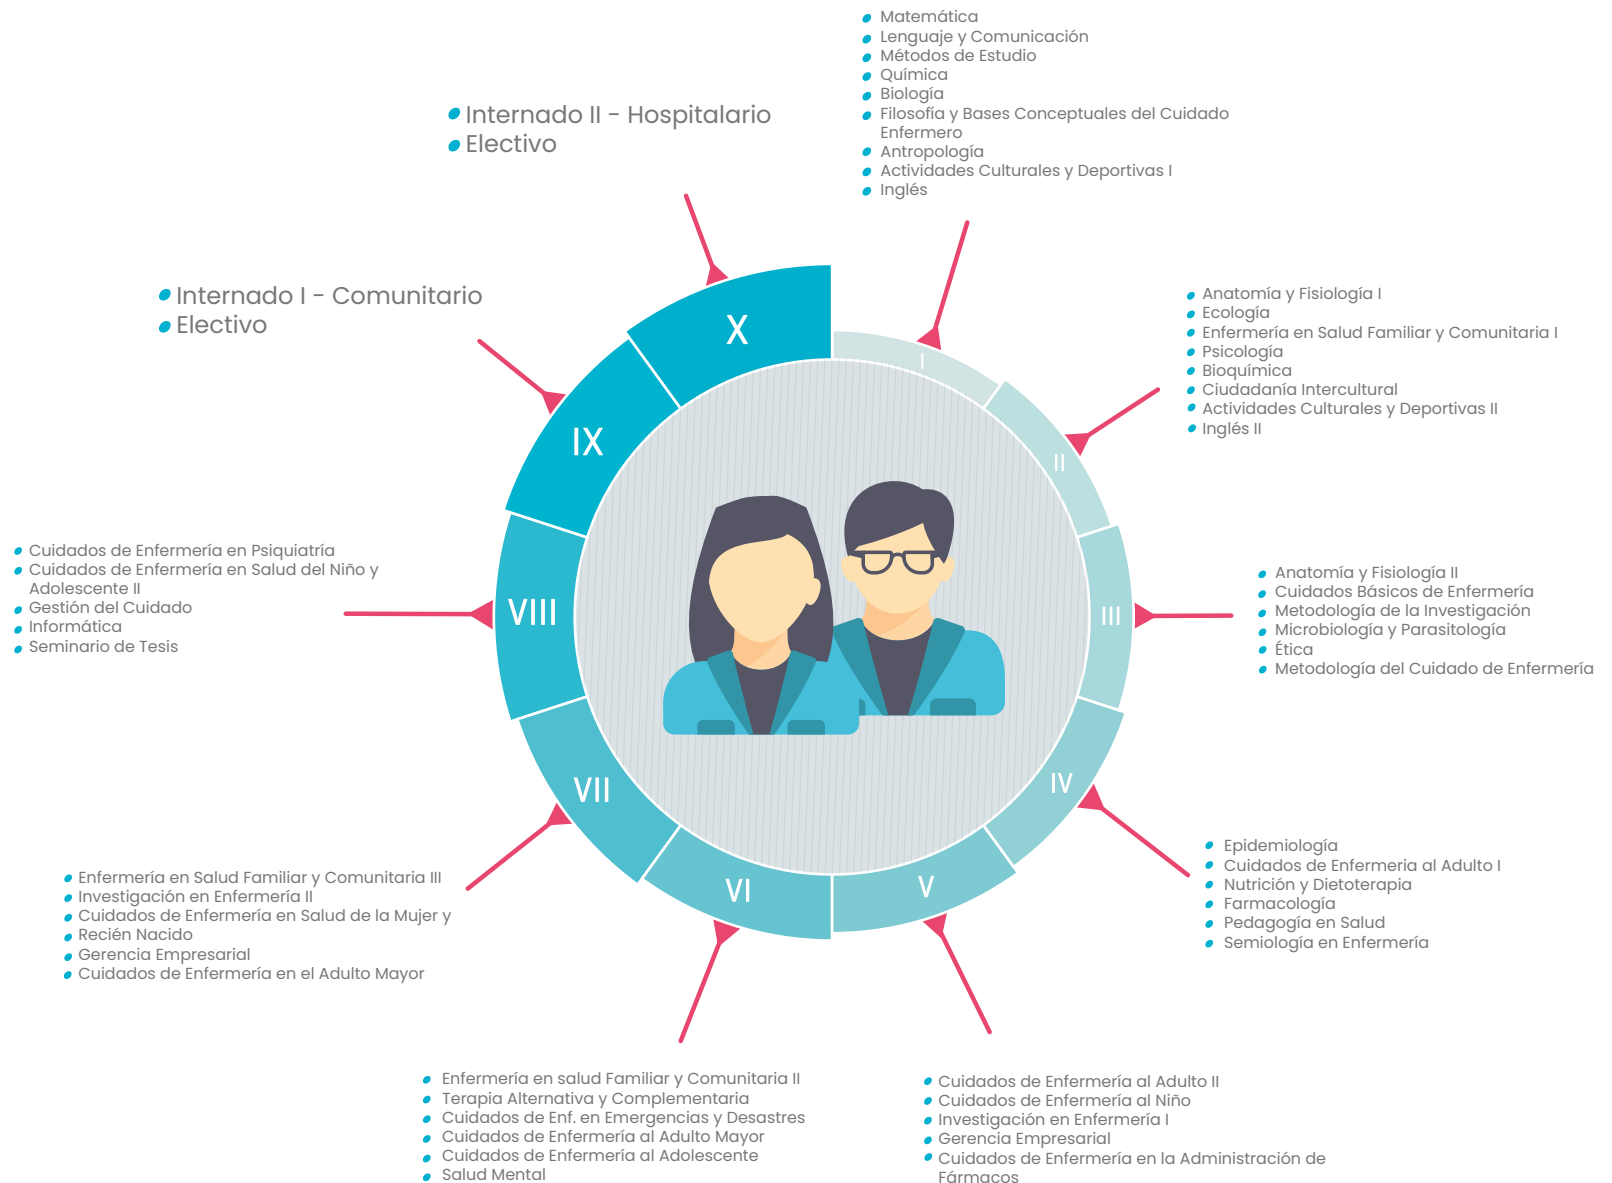 Matemática
Lenguaje y Comunicación
Métodos de Estudio
Química
Biología
Filosofía y Bases Conceptuales del Cuidado
Enfermero
Antropología
Actividades Culturales y Deportivas I
Inglés
I
Anatomía y Fisiología I
Ecología
Enfermería en Salud Familiar y Comunitaria I
Psicología
Bioquímica
Ciudadanía Intercultural
Actividades Culturales y Deportivas II
Inglés II
II
Anatomía y Fisiología II
Cuidados Básicos de Enfermería
Metodología de la Investigación
Microbiología y Parasitología
Ética
Metodología del Cuidado de Enfermería
III
Epidemiología
Cuidados de Enfermeria al Adulto I
Nutrición y Dietoterapia
Farmacología
Pedagogía en Salud
Semiología en Enfermería
IV
Cuidados de Enfermería al Adulto II
Cuidados de Enfermería al Niño
Investigación en Enfermería I
Gerencia Empresarial
Cuidados de Enfermería en la Administración de
Fármacos
V
Enfermería en salud Familiar y Comunitaria II
Terapia Alternativa y Complementaria
Cuidados de Enf. en Emergencias y Desastres
Cuidados de Enfermería al Adulto Mayor
Cuidados de Enfermería al Adolescente
Salud Mental
VI
Enfermería en Salud Familiar y Comunitaria III
Investigación en Enfermería II
Cuidados de Enfermería en Salud de la Mujer y
Recién Nacido
Gerencia Empresarial
Cuidados de Enfermería en el Adulto Mayor
VII
Cuidados de Enfermería en Psiquiatría
Cuidados de Enfermería en Salud del Niño y
Adolescente II
Gestión del Cuidado
Informática
Seminario de Tesis
VIII
Internado I - Comunitario
Electivo
IX
Internado II - Hospitalario
Electivo
X